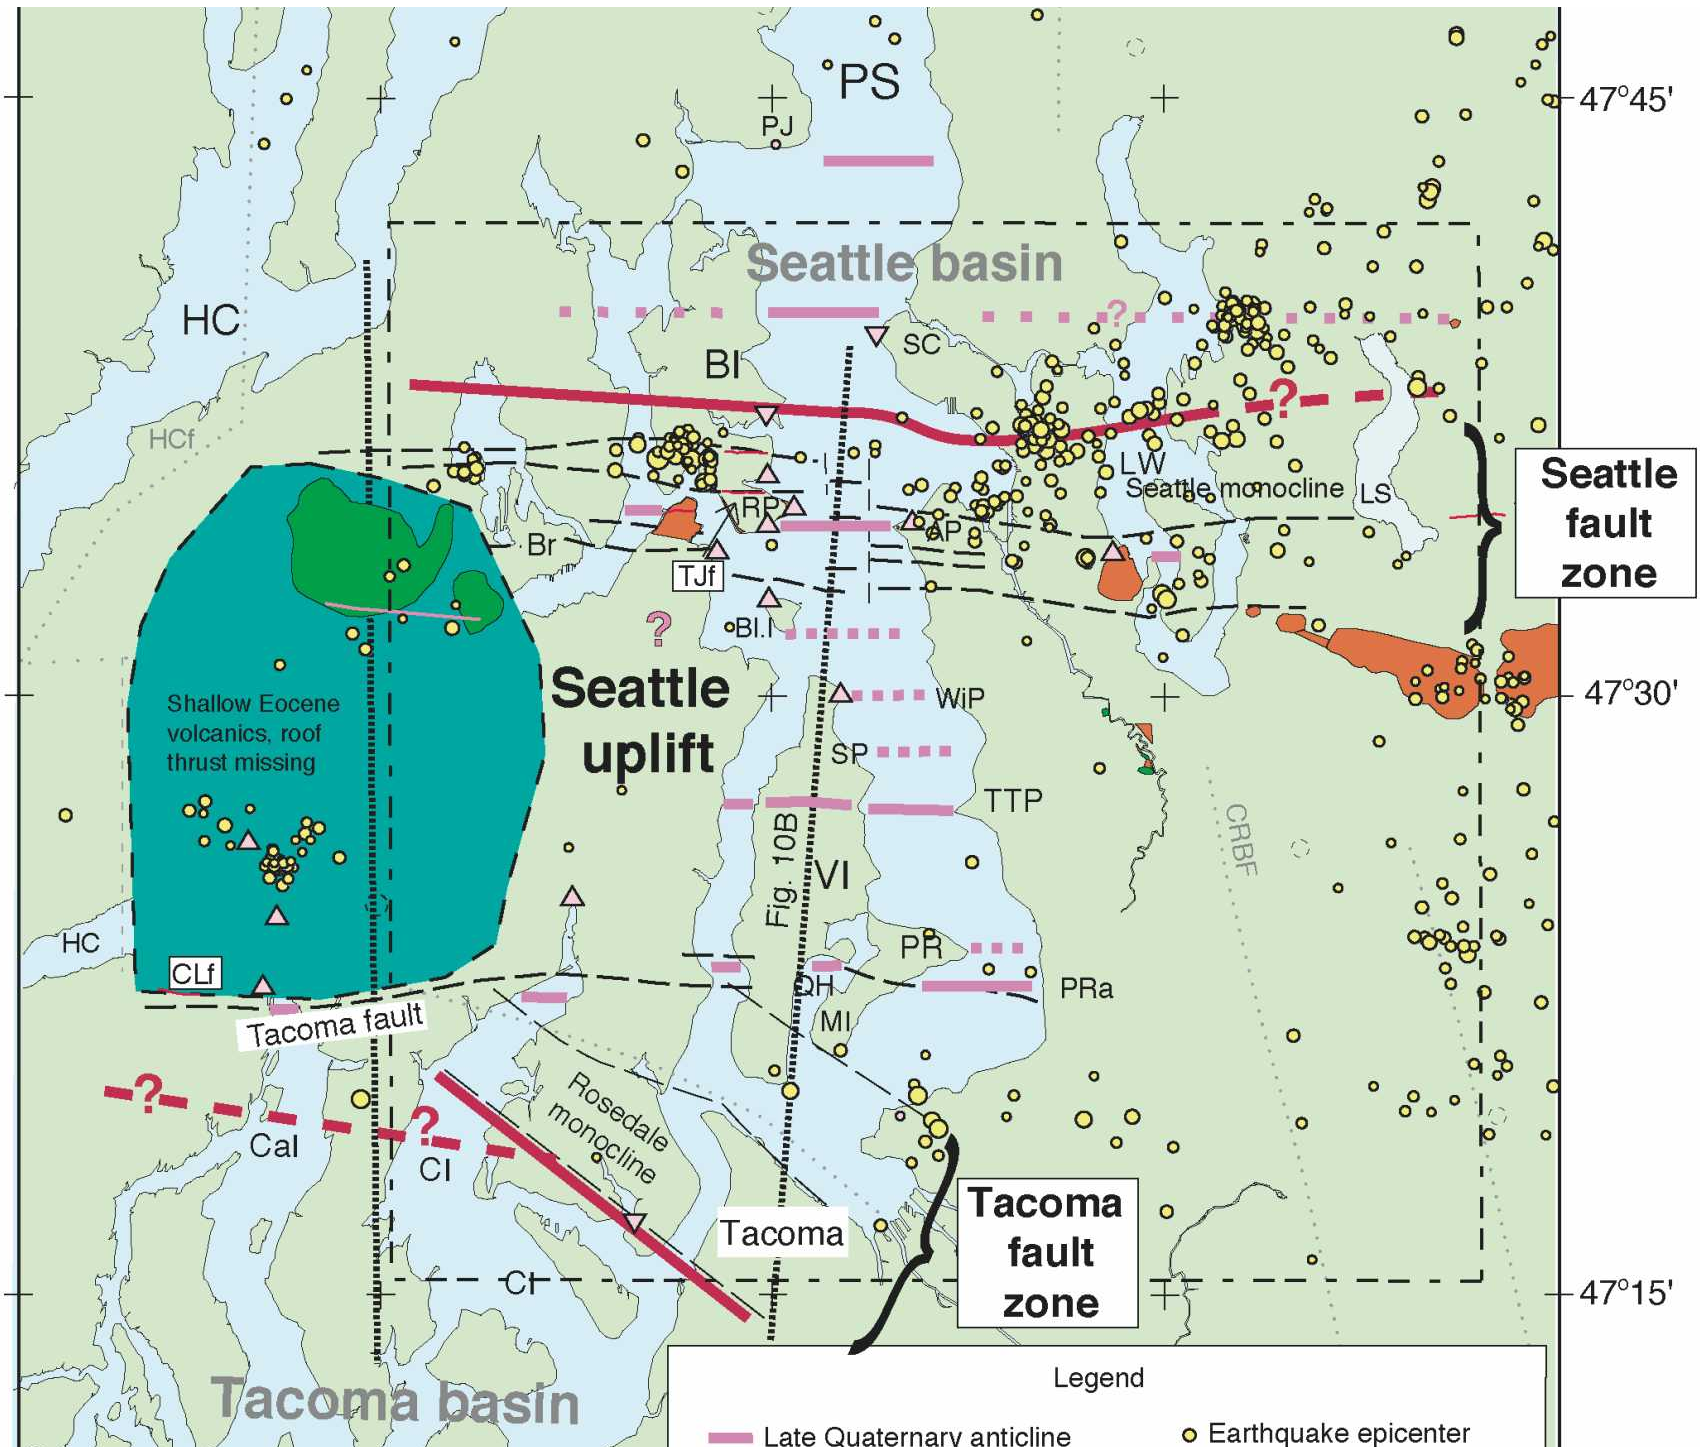 PS
47°45'
PJ
Seattle basin
HC
?
SC
BI
?
HCf
LW
Seattle monocline
LS
Seattle
fault
zone
RP
AP
Br
TJf
?
Bl.I
Seattle
uplift
47°30'
WiP
Shallow Eocene
volcanics, roof
thrust missing
SP
TTP
CRBF
Fig. 10B
VI
HC
PR
CLf
QH
PRa
MI
Tacoma fault
Rosedale
monocline
?
?
CaI
CI
Tacoma
Tacoma
fault
zone
CI
47°15'
Tacoma basin
Legend
Late Quaternary anticline
Earthquake epicenter